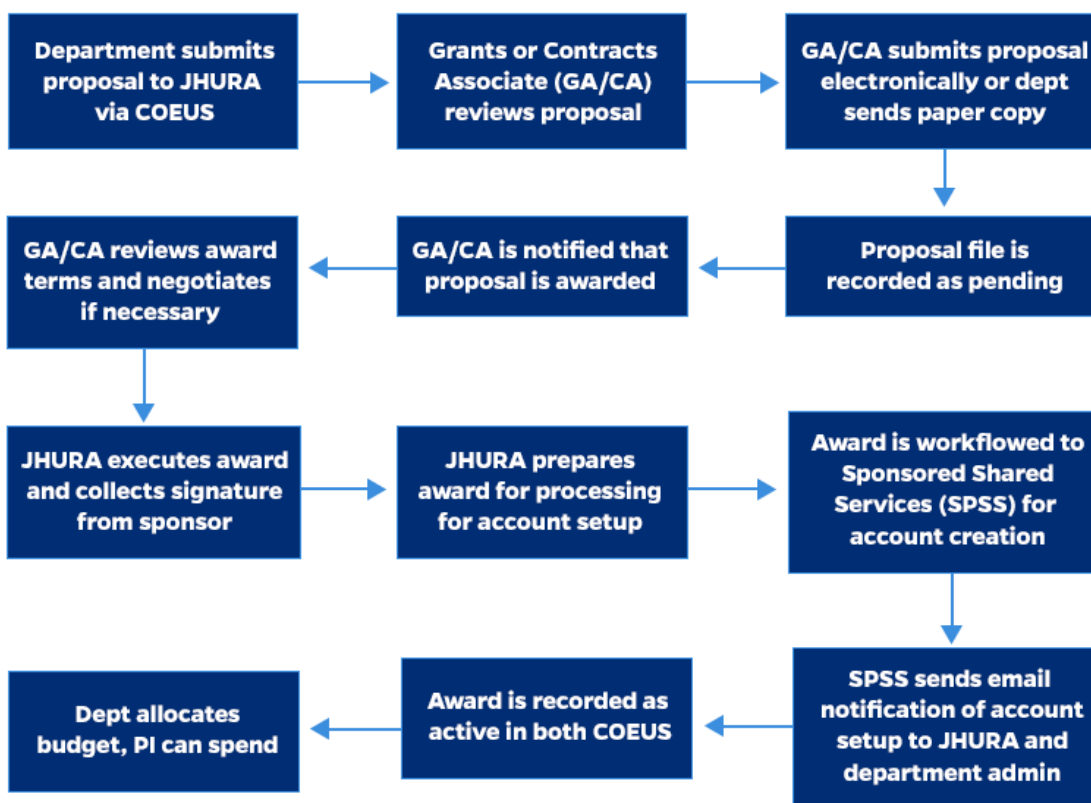 Department submits
proposal to JHURA
via COEUS
Grants or Contracts
Associate (GA/CA)
reviews proposal
GA/CA submits proposal
electronically or dept
sends paper copy
Proposal file is
recorded as pending
GA/CA is notified that
proposal is awarded
GA/CA reviews award
terms and negotiates
if necessary
JHURA executes award
and collects signature
from sponsor
JHURA prepares
award for processing
for account setup
Award is workflowed to
Sponsored Shared
Services (SPSS) for
account creation
SPSS sends email
notification of account
setup to JHURA and
department admin
Award is recorded as
active in both COEUS
Dept allocates
budget, PI can spend